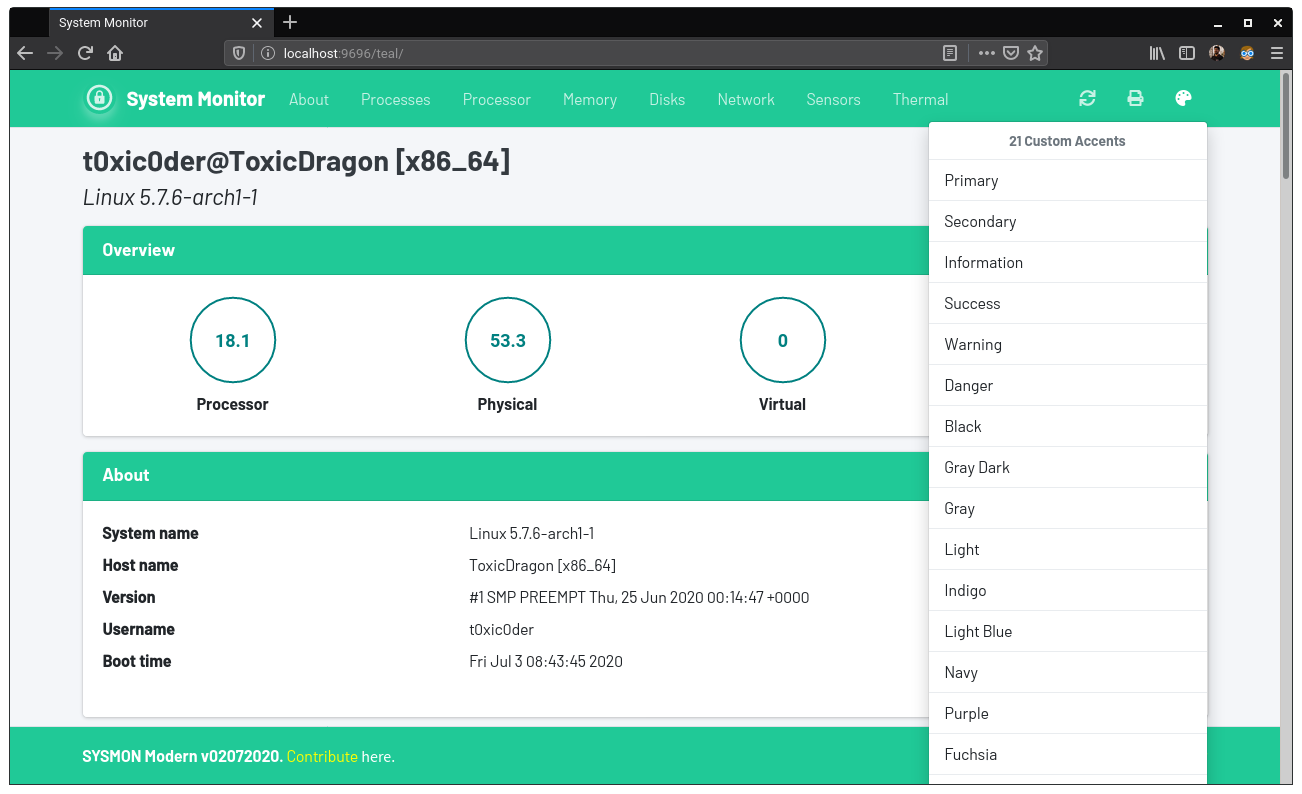 System Monitor
localhost:9696/teal/
System Monitor About Processes Processor Memory Disks Network Sensors Thermal
t0xic0der@ToxicDragon [x86_64]
Linux 5.7.6-arch1-1
Overview
18.1 53.3 0
Processor Physical Virtual
About
System name Linux 5.7.6-arch1-1
Host name ToxicDragon [x86_64]
Version #1 SMP PREEMPT Thu, 25 Jun 2020 00:14:47 +0000
Username t0xic0der
Boot time Fri Jul 3 08:43:45 2020
21 Custom Accents
Primary
Secondary
Information
Success
Warning
Danger
Black
Gray Dark
Gray
Light
Indigo
Light Blue
Navy
Purple
Fuchsia
SYSMON Modern v02072020. Contribute here.